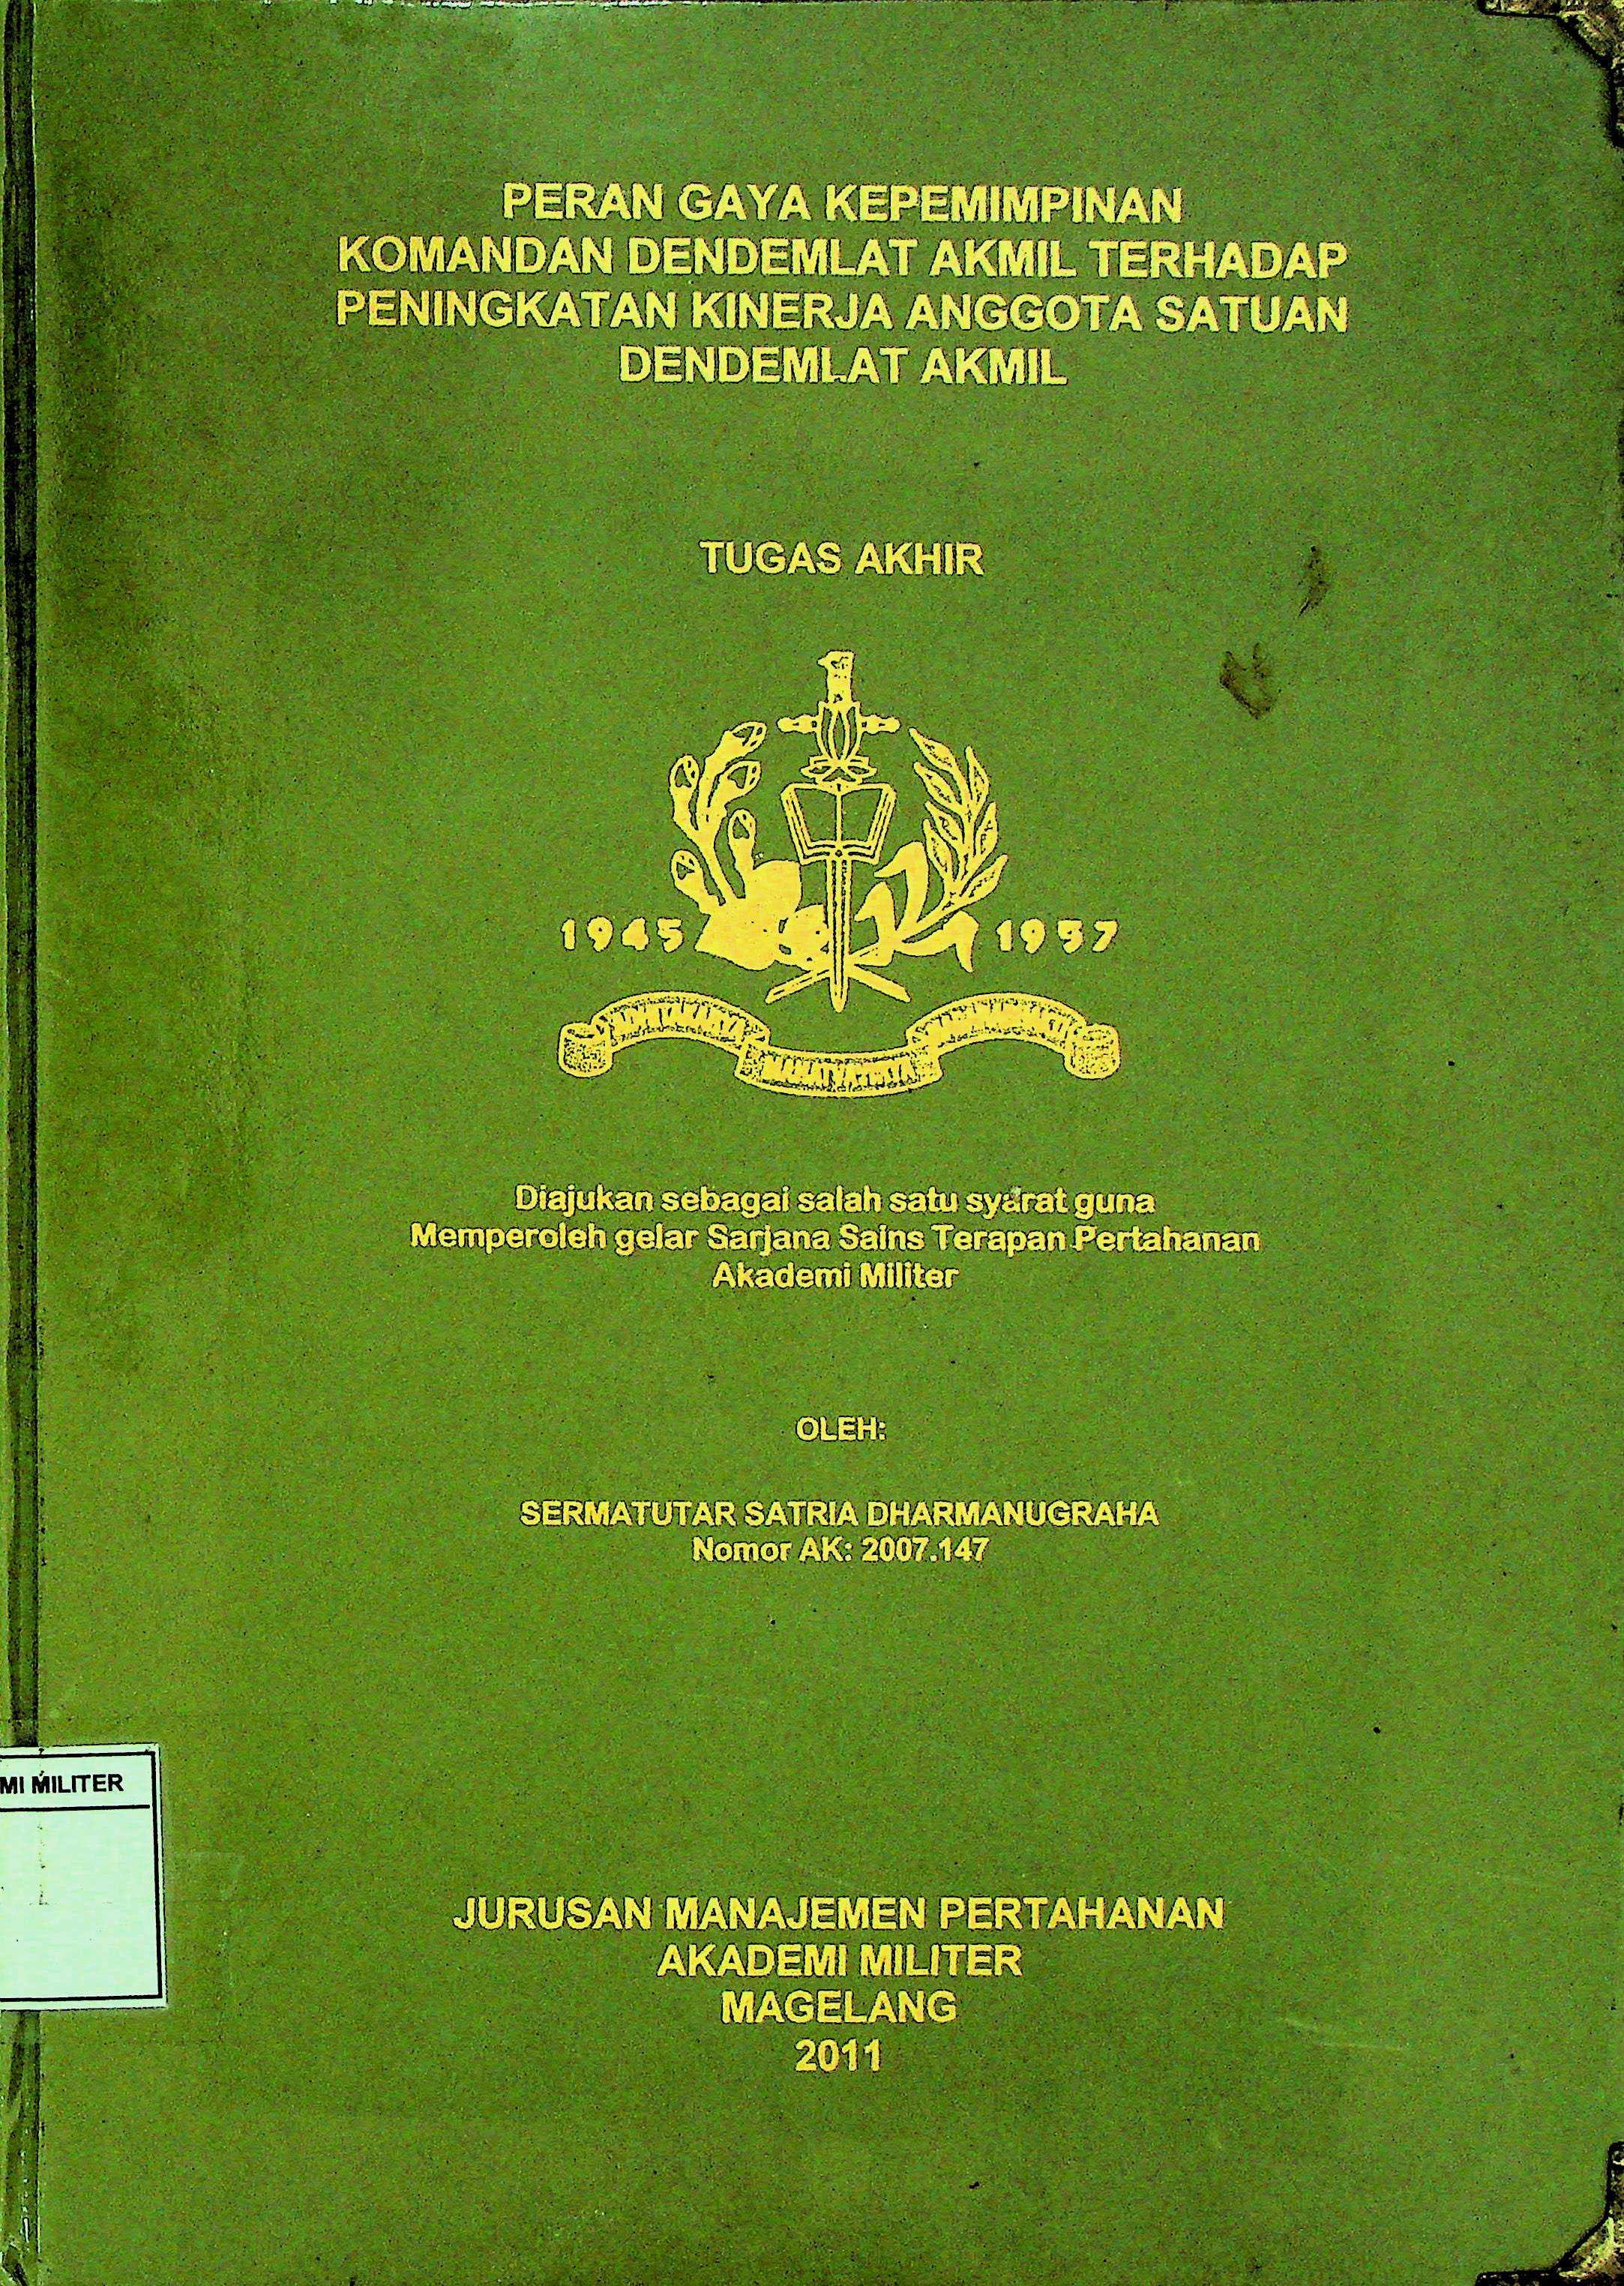 PERAN GAYA KEPEMIMPINAN
KOMANDAN DENDEMLAT AKMIL TERHADAP
PENINGKATAN KINERJA ANGGOTA SATUAN
DENDEMLAT AKMIL
TUGAS AKHIR
1945 1957
ADHITAKARYA
MAHATVAVIRYA
Diajukan sebagai salah satu syarat guna
Memperoleh gelar Sarjana Sains Terapan Pertahanan
Akademi Militer
OLEH:
SERMATUTAR SATRIA DHARMANUGRAHA
Nomor AK: 2007.147
MI MILITER
JURUSAN MANAJEMEN PERTAHANAN
AKADEMI MILITER
MAGELANG
2011